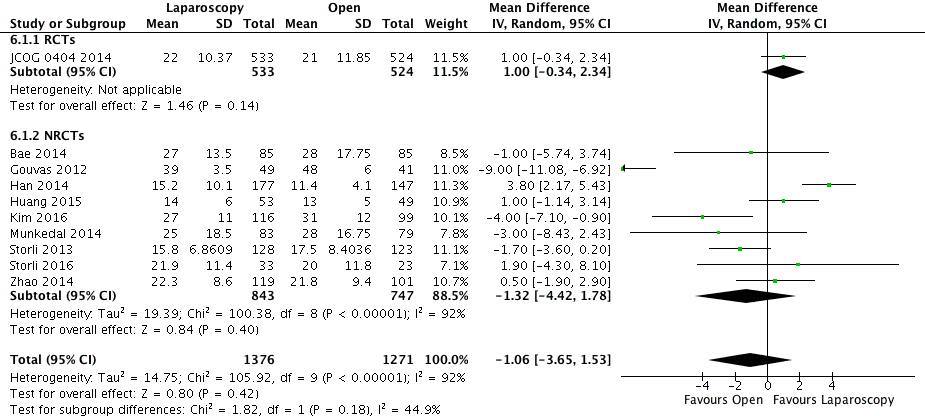 Laparoscopy Open Mean Difference Mean Difference
Study or Subgroup Mean SD Total Mean SD Total Weight IV, Random, 95% CI IV, Random, 95% CI
6.1.1 RCTs
JCOG 0404 2014 22 10.37 533 21 11.85 524 11.5% 1.00 [−0.34, 2.34]
Subtotal (95% CI) 533 524 11.5% 1.00 [−0.34, 2.34]
Heterogeneity: Not applicable
Test for overall effect: Z = 1.46 (P = 0.14)
6.1.2 NRCTs
Bae 2014 27 13.5 85 28 17.75 85 8.5% −1.00 [−5.74, 3.74]
Gouvas 2012 39 3.5 49 48 6 41 11.0% −9.00 [−11.08, −6.92]
Han 2014 15.2 10.1 177 11.4 4.1 147 11.3% 3.80 [2.17, 5.43]
Huang 2015 14 6 53 13 5 49 10.9% 1.00 [−1.14, 3.14]
Kim 2016 27 11 116 31 12 99 10.1% −4.00 [−7.10, −0.90]
Munkedal 2014 25 18.5 83 28 16.75 79 7.8% −3.00 [−8.43, 2.43]
Storli 2013 15.8 6.8609 128 17.5 8.4036 123 11.1% −1.70 [−3.60, 0.20]
Storli 2016 21.9 11.4 33 20 11.8 23 7.1% 1.90 [−4.30, 8.10]
Zhao 2014 22.3 8.6 119 21.8 9.4 101 10.7% 0.50 [−1.90, 2.90]
Subtotal (95% CI) 843 747 88.5% −1.32 [−4.42, 1.78]
Heterogeneity: Tau² = 19.39; Chi² = 100.38, df = 8 (P < 0.00001); I² = 92%
Test for overall effect: Z = 0.84 (P = 0.40)
Total (95% CI) 1376 1271 100.0% −1.06 [−3.65, 1.53]
Heterogeneity: Tau² = 14.75; Chi² = 105.92, df = 9 (P < 0.00001); I² = 92%
Test for overall effect: Z = 0.80 (P = 0.42)
Test for subgroup differences: Chi² = 1.82, df = 1 (P = 0.18), I² = 44.9%
−4 −2 0 2 4
Favours Open Favours Laparoscopy